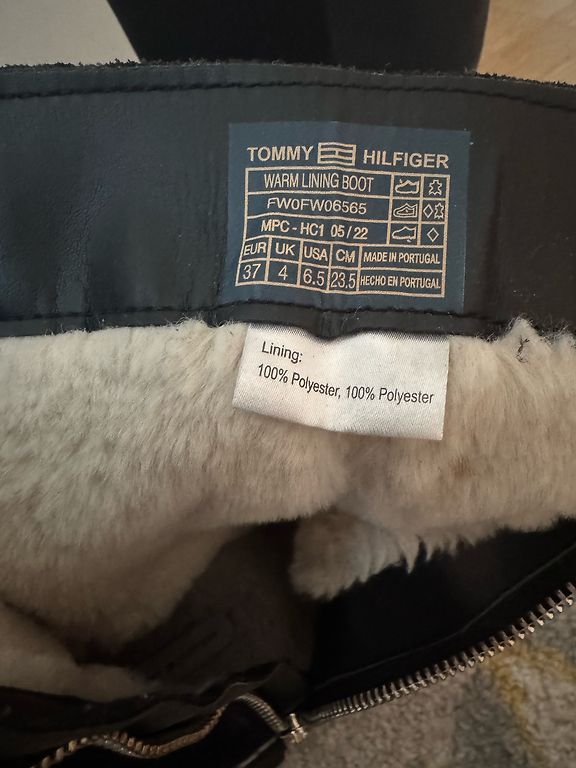 TOMMY HILFIGER
WARM LINING BOOT
FW0FW06565
MPC - HC1 05/22
EUR UK USA CM MADE IN PORTUGAL
37 4 6.5 23.5 HECHO EN PORTUGAL
Lining:
100% Polyester, 100% Polyester